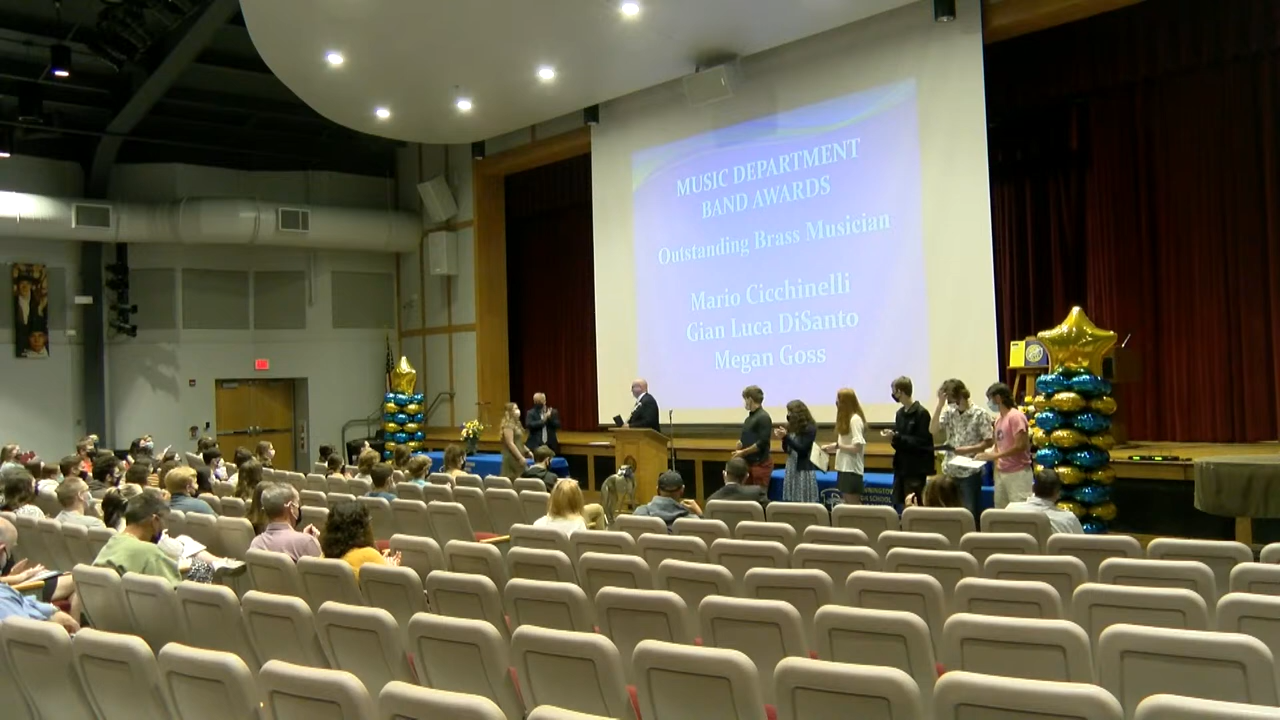 MUSIC DEPARTMENT
BAND AWARDS
Outstanding Brass Musician
Mario Cicchinelli
Gian Luca DiSanto
Megan Goss